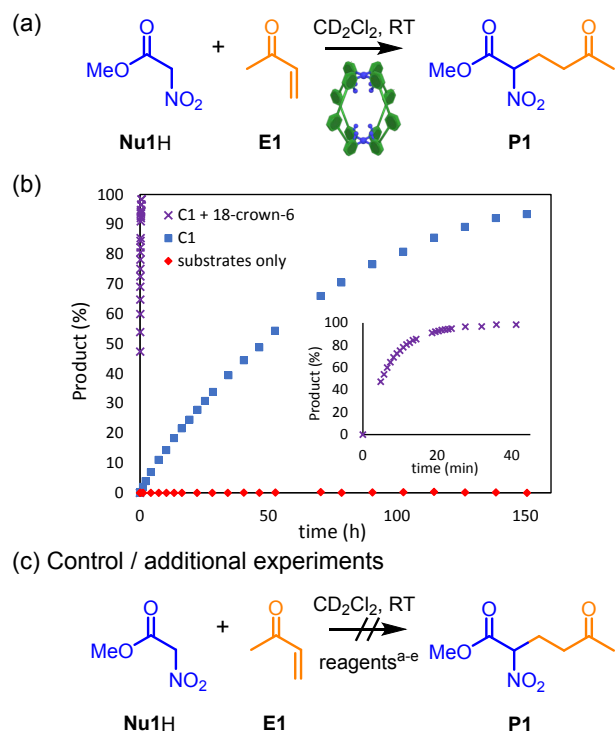 (a)
CD₂Cl₂, RT
O
MeO
NO₂
+
O
O
MeO
NO₂
O
Nu1H
E1
P1
(b)
100
90
80
70
60
50
40
30
20
10
0
Product (%)
× C1 + 18-crown-6
■ C1
♦ substrates only
100
80
60
40
20
0
Product (%)
0 20 40
time (min)
0 50 100 150
time (h)
(c) Control / additional experiments
CD₂Cl₂, RT
O
MeO
NO₂
+
O
reagentsᵃ⁻ᵉ
O
MeO
NO₂
O
Nu1H
E1
P1